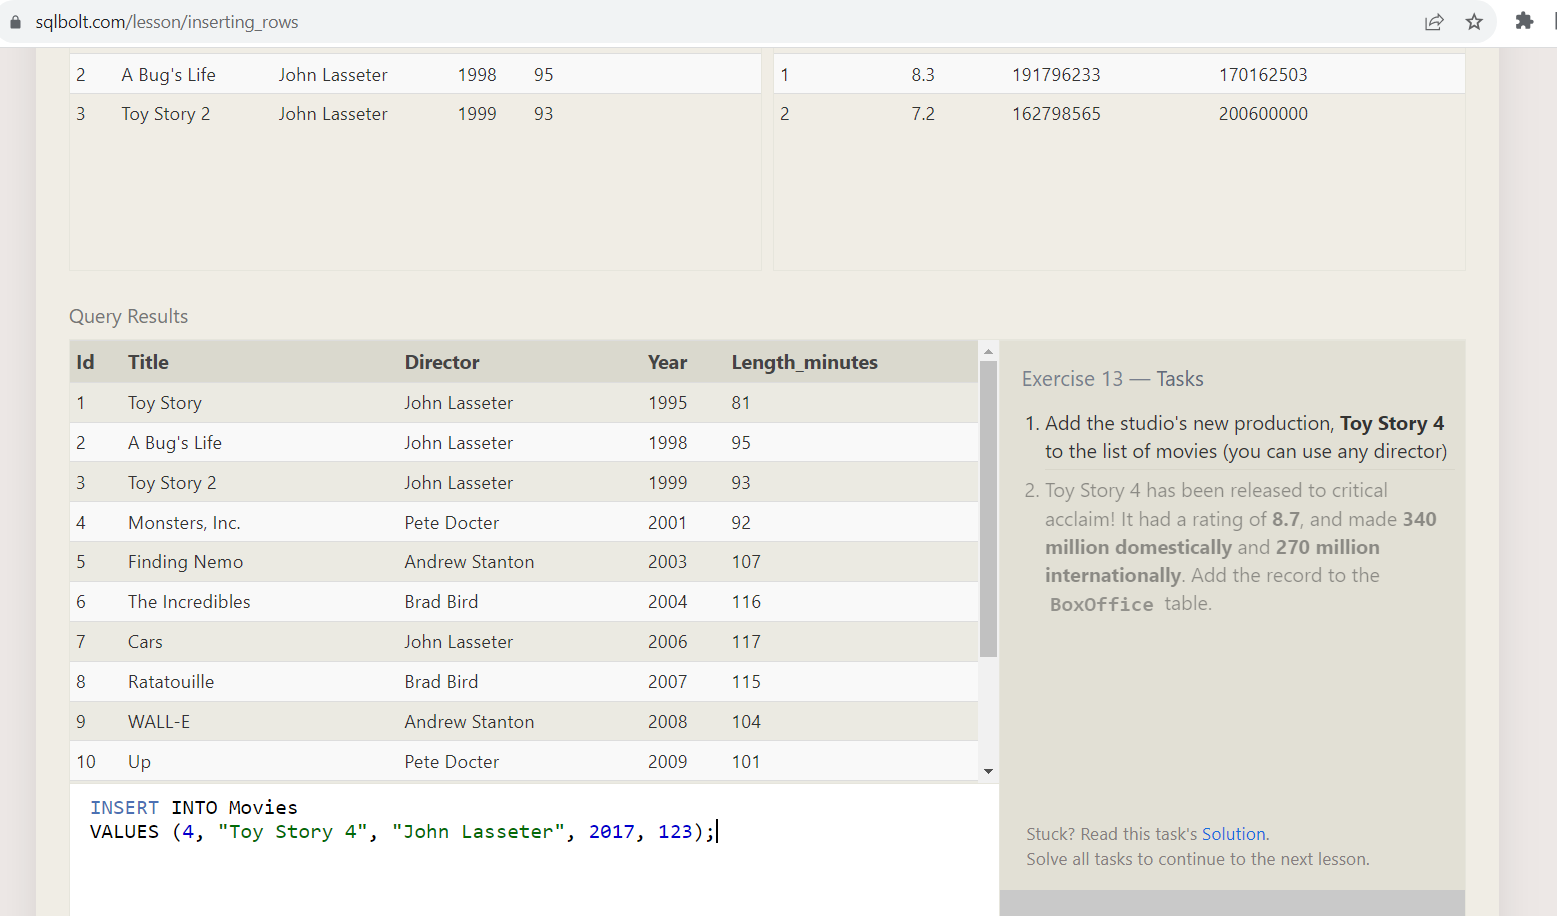 sqlbolt.com/lesson/inserting_rows
2 A Bug's Life John Lasseter 1998 95 1 8.3 191796233 170162503
3 Toy Story 2 John Lasseter 1999 93 2 7.2 162798565 200600000
Query Results
Id Title Director Year Length_minutes
1 Toy Story John Lasseter 1995 81
2 A Bug's Life John Lasseter 1998 95
3 Toy Story 2 John Lasseter 1999 93
4 Monsters, Inc. Pete Docter 2001 92
5 Finding Nemo Andrew Stanton 2003 107
6 The Incredibles Brad Bird 2004 116
7 Cars John Lasseter 2006 117
8 Ratatouille Brad Bird 2007 115
9 WALL-E Andrew Stanton 2008 104
10 Up Pete Docter 2009 101
INSERT INTO Movies
VALUES (4, "Toy Story 4", "John Lasseter", 2017, 123);
Exercise 13 — Tasks
1. Add the studio's new production, Toy Story 4
to the list of movies (you can use any director)
2. Toy Story 4 has been released to critical
acclaim! It had a rating of 8.7, and made 340
million domestically and 270 million
internationally. Add the record to the
BoxOffice table.
Stuck? Read this task's Solution.
Solve all tasks to continue to the next lesson.